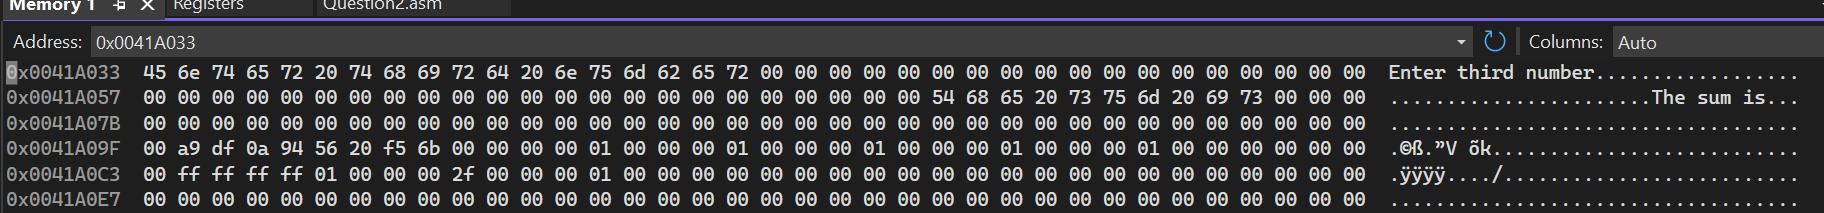 Memory 1 Registers Question2.asm
Address: 0x0041A033 Columns: Auto
0x0041A033 45 6e 74 65 72 20 74 68 69 72 64 20 6e 75 6d 62 65 72 00 00 00 00 00 00 00 00 00 00 00 00 00 00 00 00 00 00 Enter third number..................
0x0041A057 00 00 00 00 00 00 00 00 00 00 00 00 00 00 00 00 00 00 00 00 00 00 00 54 68 65 20 73 75 6d 20 69 73 00 00 00 .......................The sum is...
0x0041A07B 00 00 00 00 00 00 00 00 00 00 00 00 00 00 00 00 00 00 00 00 00 00 00 00 00 00 00 00 00 00 00 00 00 00 00 00 ....................................
0x0041A09F 00 a9 df 0a 94 56 20 f5 6b 00 00 00 00 01 00 00 00 01 00 00 00 01 00 00 00 01 00 00 00 01 00 00 00 00 00 00 .©ß.”V õk...........................
0x0041A0C3 00 ff ff ff ff 01 00 00 00 2f 00 00 00 01 00 00 00 00 00 00 00 00 00 00 00 00 00 00 00 00 00 00 00 00 00 00 .ÿÿÿÿ..../..........................
0x0041A0E7 00 00 00 00 00 00 00 00 00 00 00 00 00 00 00 00 00 00 00 00 00 00 00 00 00 00 00 00 00 00 00 00 00 00 00 00 ....................................